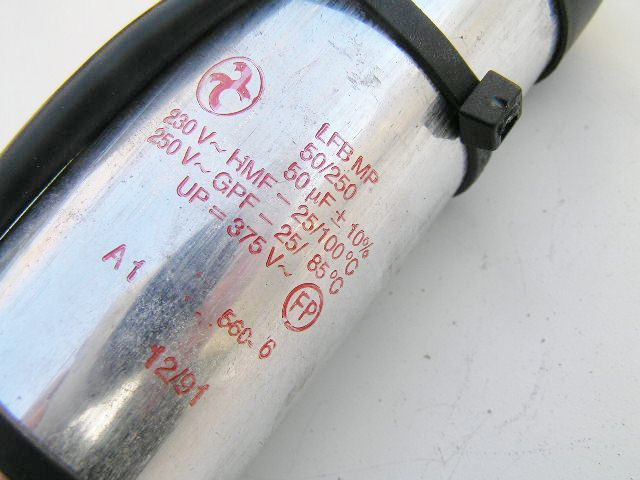 LFB MP
50/250
50 µF ± 10%
230 V~ HMF – 25/100°C
250 V~ GPF – 25/ 85°C
UP = 375 V~
FP
A1
560-6
12/91